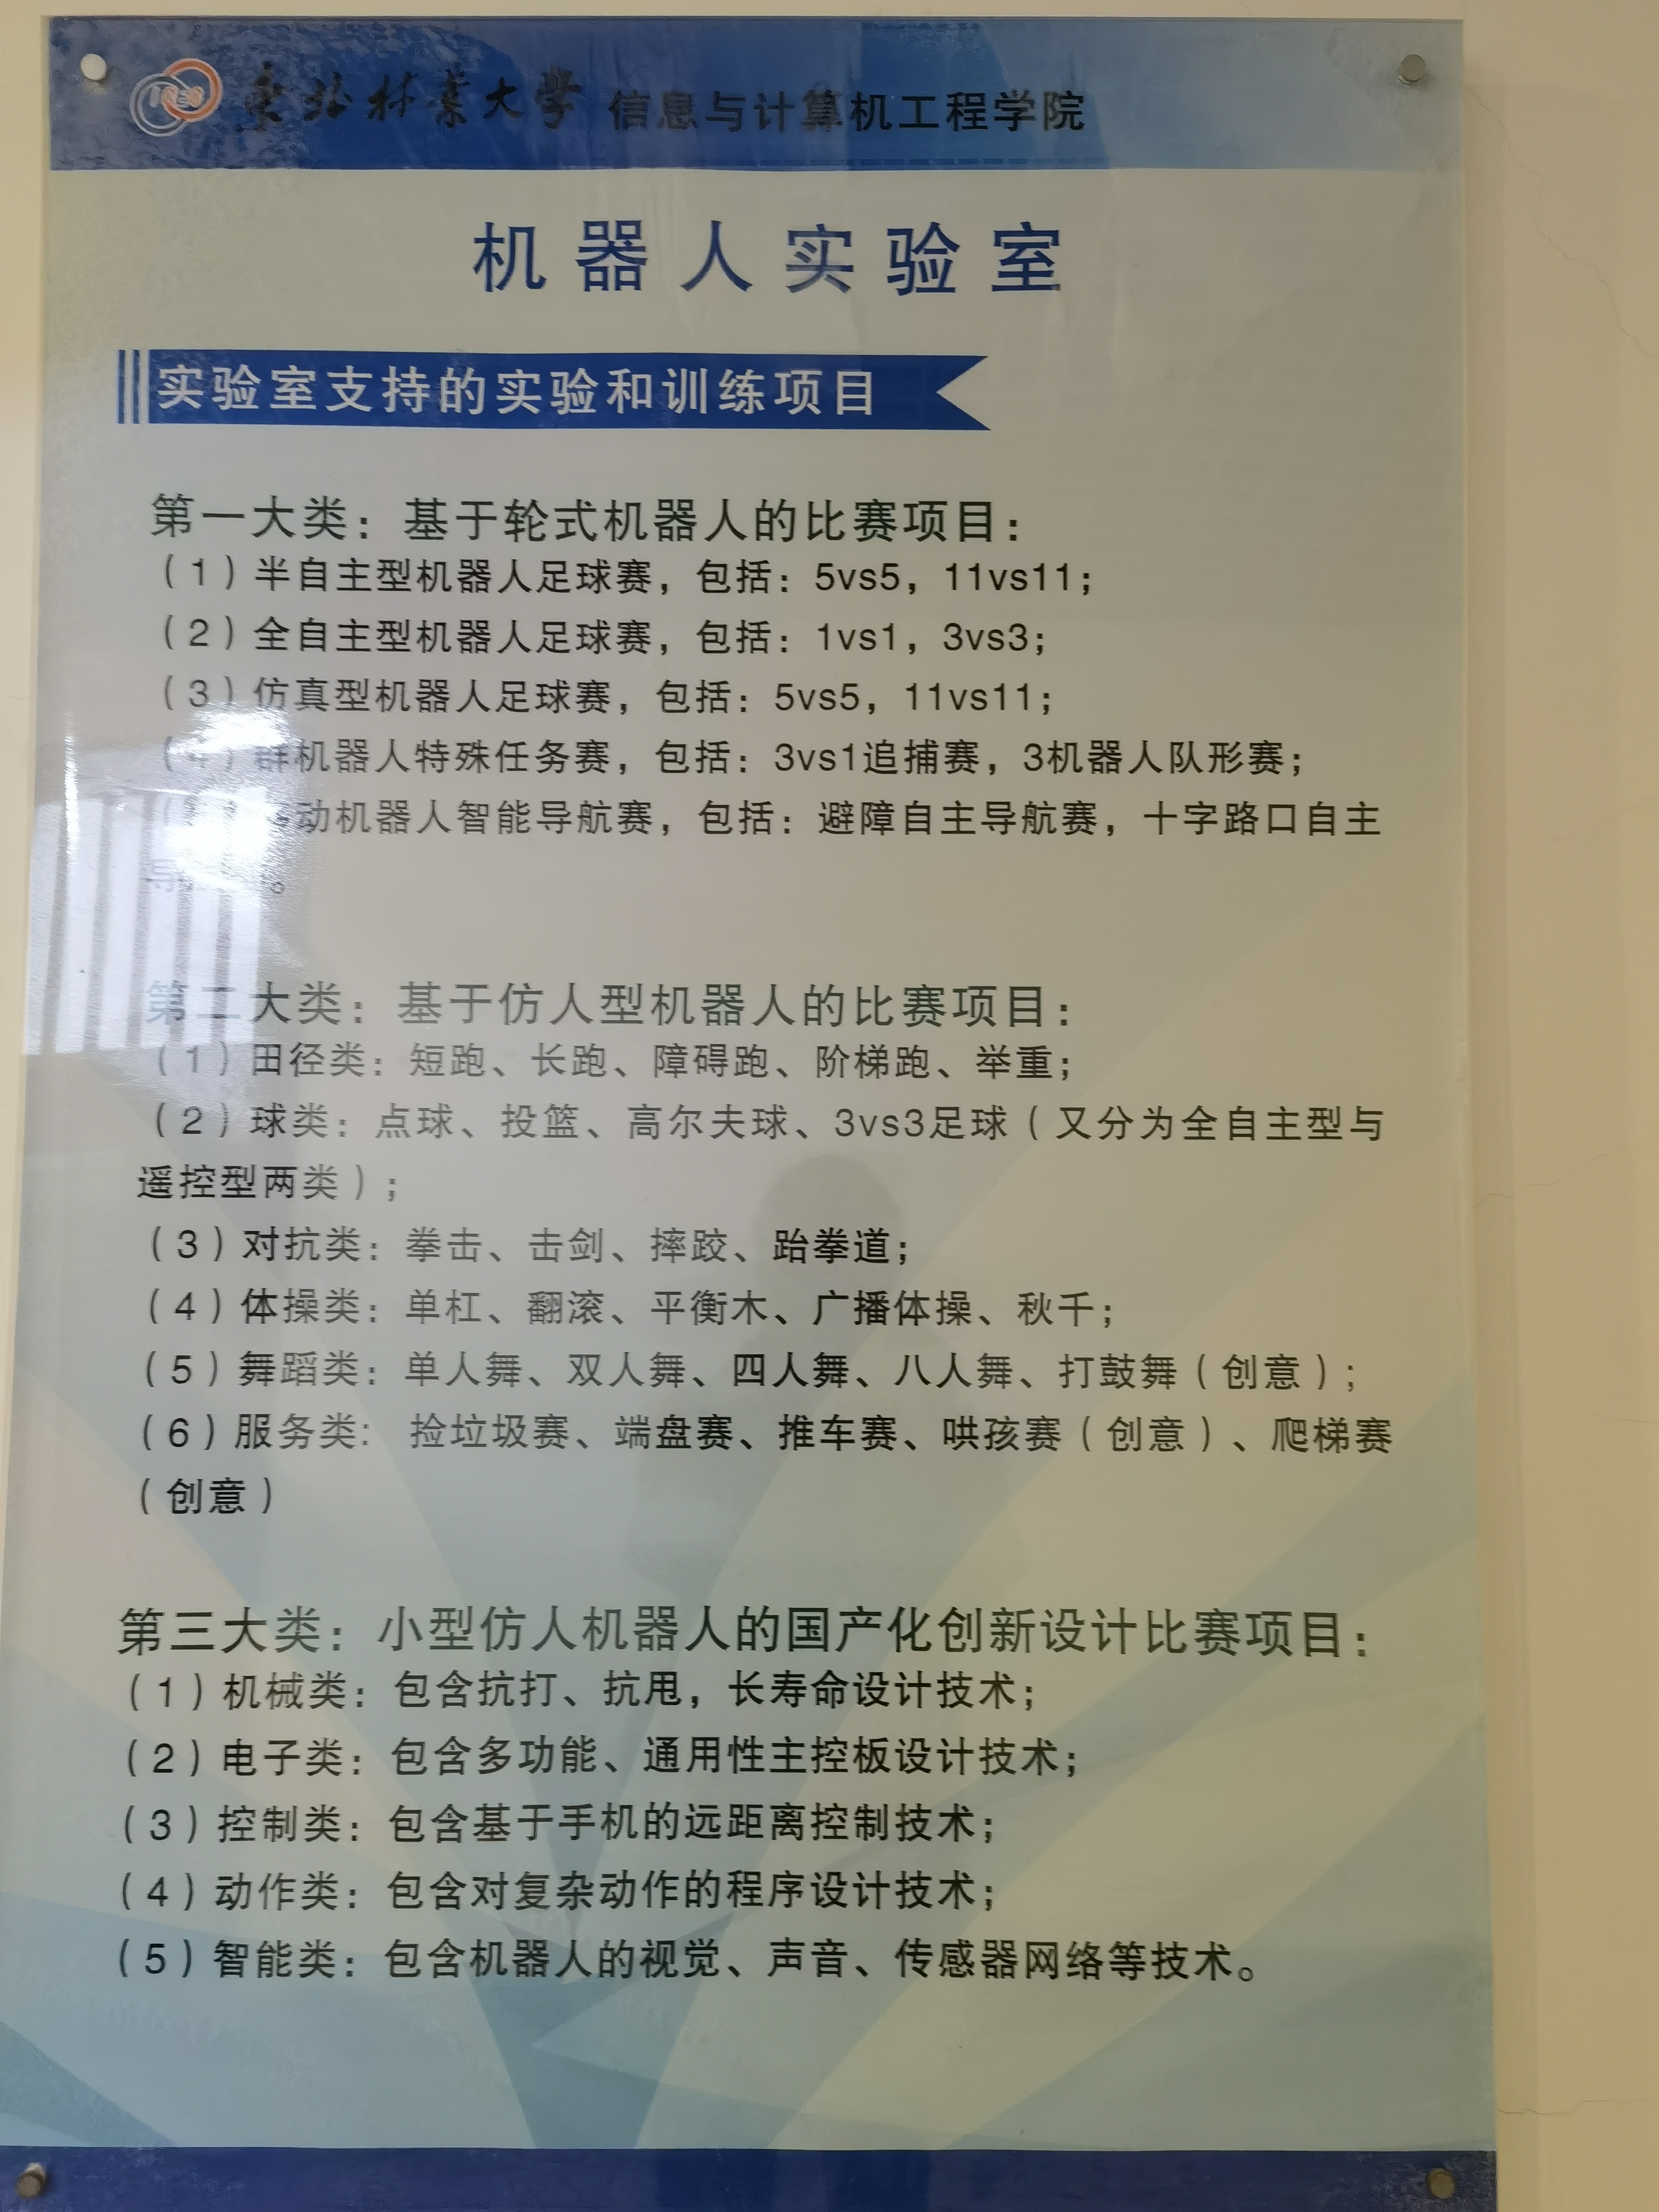 1952
东北林业大学 信息与计算机工程学院
机器人实验室
实验室支持的实验和训练项目
第一大类：基于轮式机器人的比赛项目：
（1）半自主型机器人足球赛，包括：5vs5，11vs11；
（2）全自主型机器人足球赛，包括：1vs1，3vs3；
（3）仿真型机器人足球赛，包括：5vs5，11vs11；
（4）群机器人特殊任务赛，包括：3vs1追捕赛，3机器人队形赛；
动机器人智能导航赛，包括：避障自主导航赛，十字路口自主
导
第二大类：基于仿人型机器人的比赛项目：
（1）田径类：短跑、长跑、障碍跑、阶梯跑、举重；
（2）球类：点球、投篮、高尔夫球、3vs3足球（又分为全自主型与
遥控型两类）；
（3）对抗类：拳击、击剑、摔跤、跆拳道；
（4）体操类：单杠、翻滚、平衡木、广播体操、秋千；
（5）舞蹈类：单人舞、双人舞、四人舞、八人舞、打鼓舞（创意）；
（6）服务类：捡垃圾赛、端盘赛、推车赛、哄孩赛（创意）、爬梯赛
（创意）
第三大类：小型仿人机器人的国产化创新设计比赛项目：
（1）机械类：包含抗打、抗甩，长寿命设计技术；
（2）电子类：包含多功能、通用性主控板设计技术；
（3）控制类：包含基于手机的远距离控制技术；
（4）动作类：包含对复杂动作的程序设计技术；
（5）智能类：包含机器人的视觉、声音、传感器网络等技术。